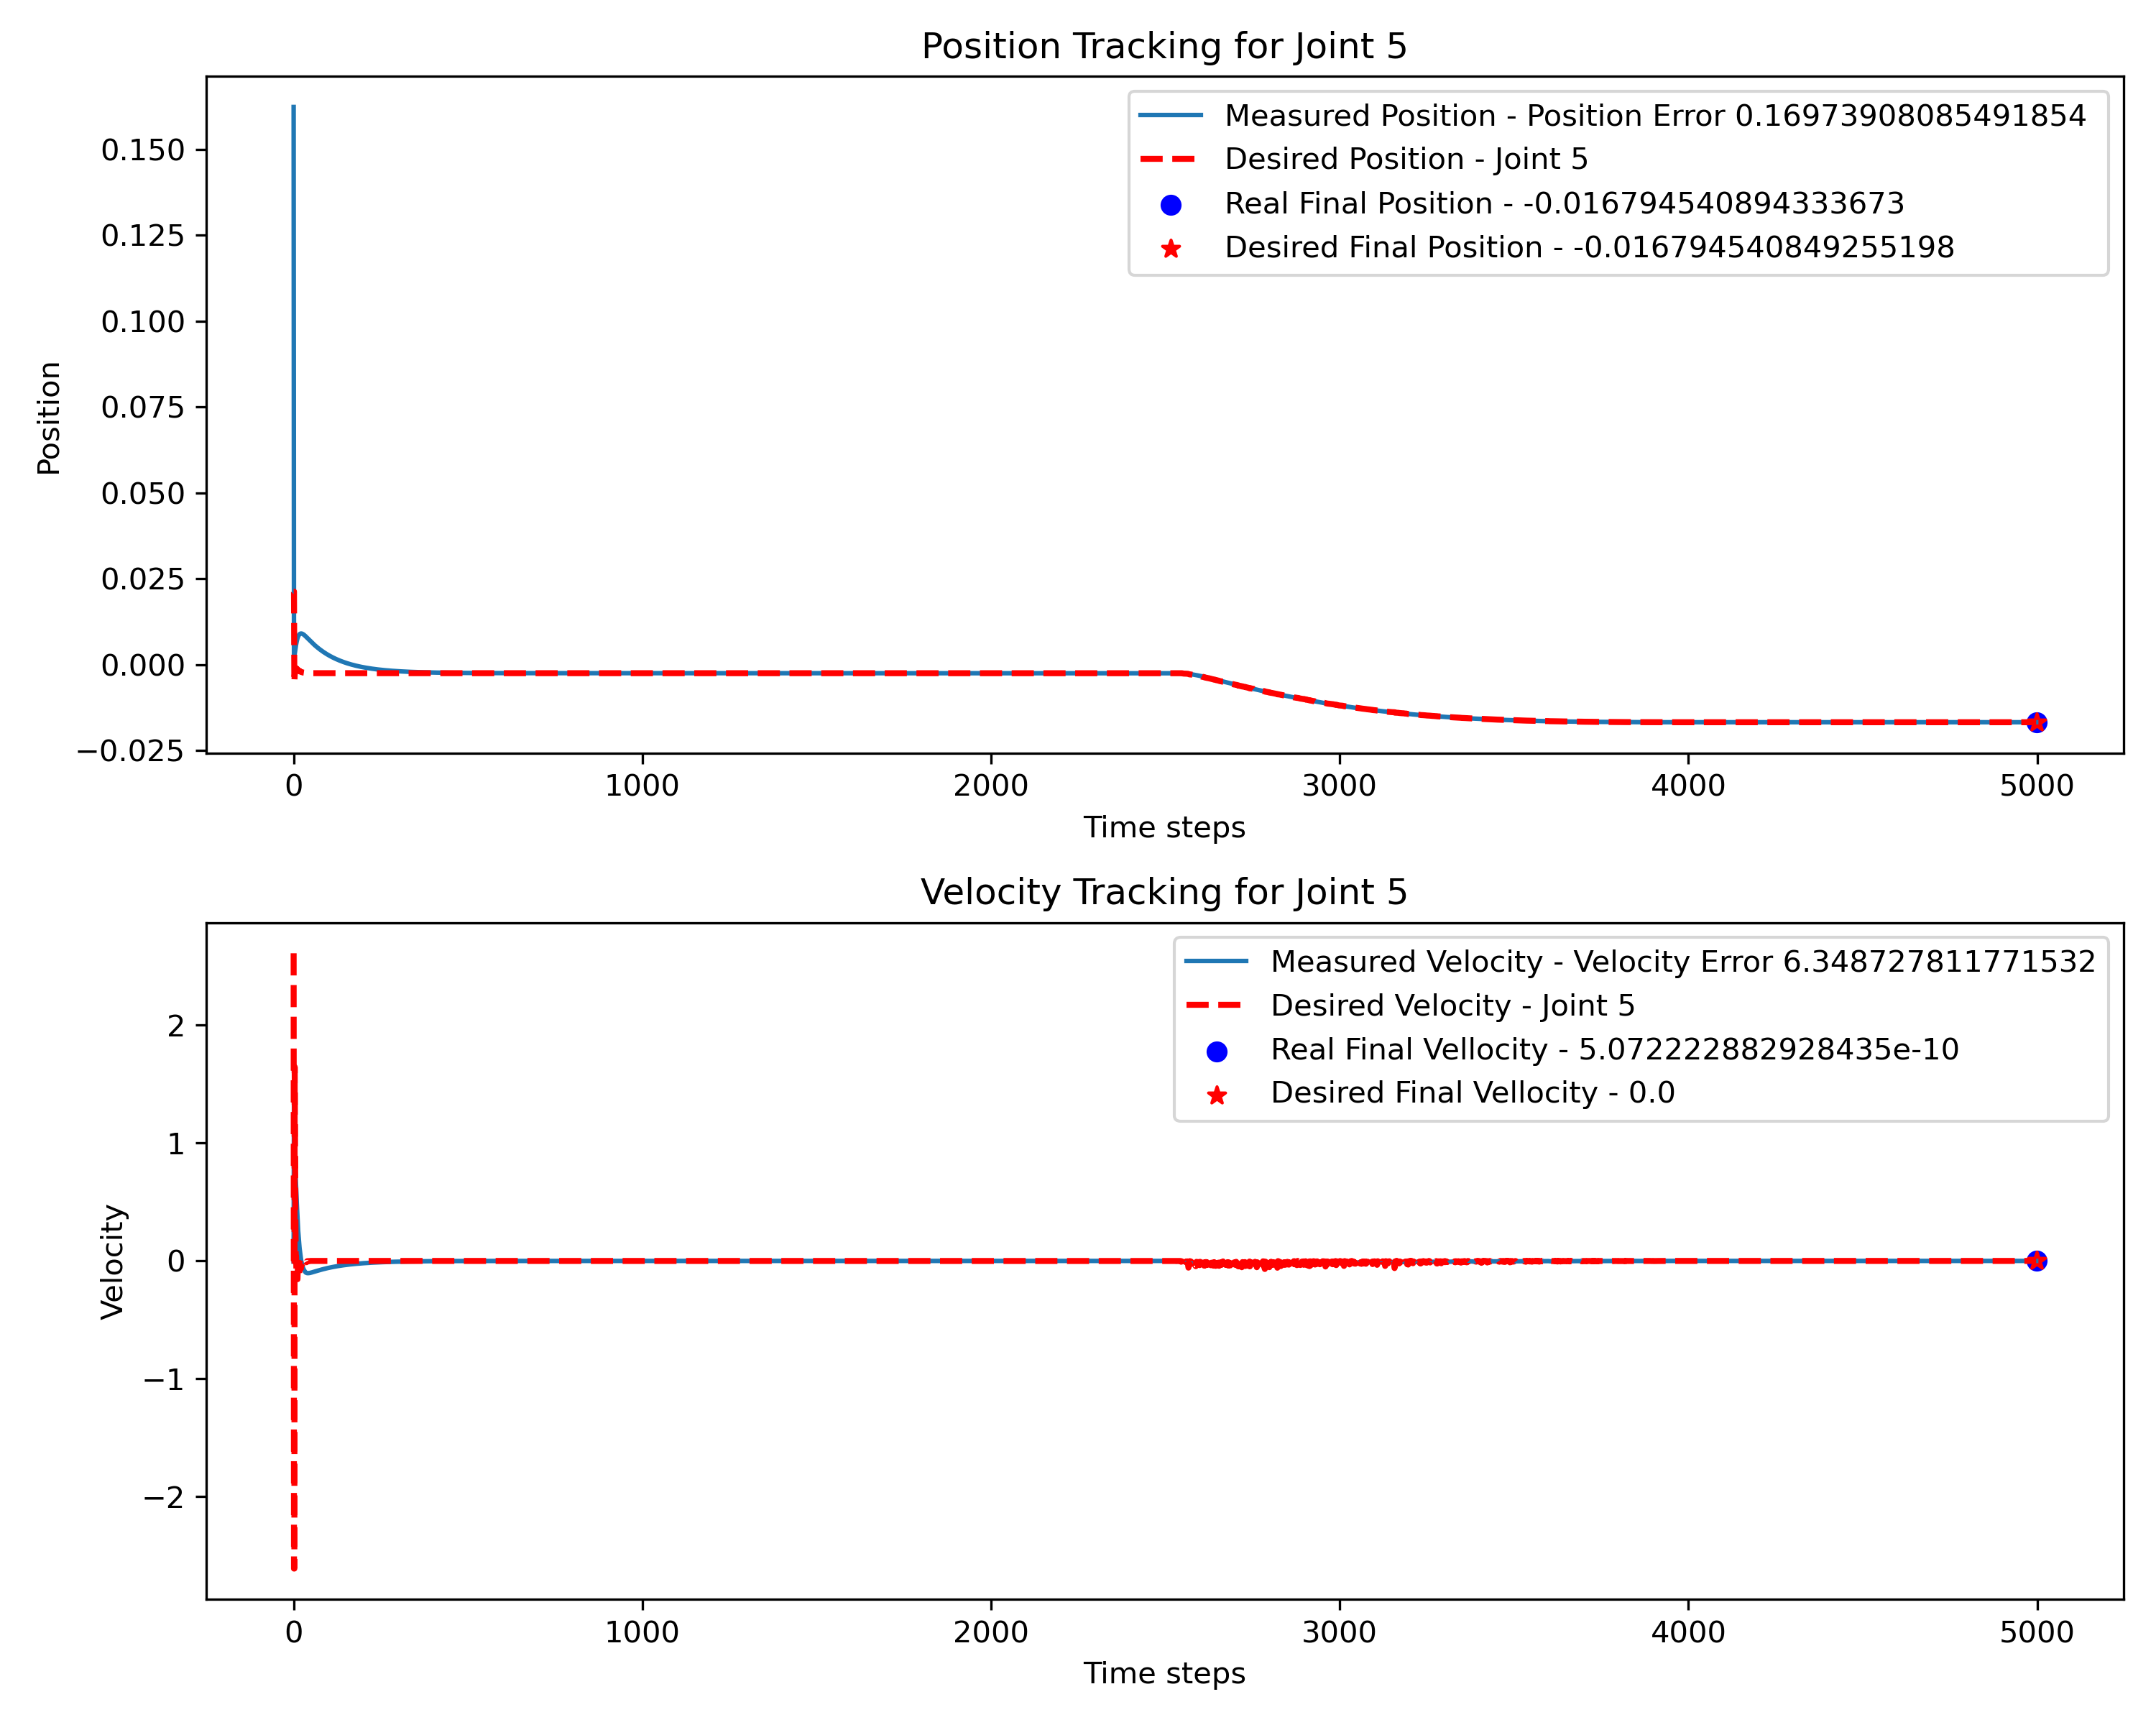 Position Tracking for Joint 5
Measured Position - Position Error 0.16973908085491854
Desired Position - Joint 5
Real Final Position - -0.016794540894333673
Desired Final Position - -0.016794540849255198
0.150
0.125
0.100
0.075
0.050
0.025
0.000
−0.025
Position
0 1000 2000 3000 4000 5000
Time steps
Velocity Tracking for Joint 5
Measured Velocity - Velocity Error 6.348727811771532
Desired Velocity - Joint 5
Real Final Vellocity - 5.072222882928435e-10
Desired Final Vellocity - 0.0
2
1
0
−1
−2
Velocity
0 1000 2000 3000 4000 5000
Time steps